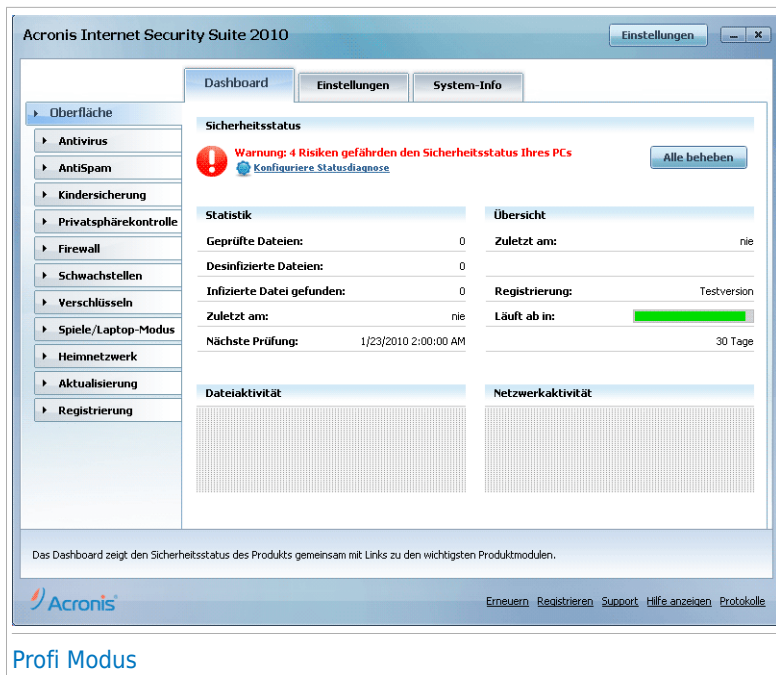 Acronis Internet Security Suite 2010
Einstellungen
Dashboard
Einstellungen
System-Info
Oberfläche
Antivirus
AntiSpam
Kindersicherung
Privatsphärekontrolle
Firewall
Schwachstellen
Verschlüsseln
Spiele/Laptop-Modus
Heimnetzwerk
Aktualisierung
Registrierung
Sicherheitsstatus
Warnung: 4 Risiken gefährden den Sicherheitsstatus Ihres PCs
Konfiguriere Statusdiagnose
Alle beheben
Statistik
Geprüfte Dateien: 0
Desinfizierte Dateien: 0
Infizierte Datei gefunden: 0
Zuletzt am: nie
Nächste Prüfung: 1/23/2010 2:00:00 AM
Übersicht
Zuletzt am: nie
Registrierung: Testversion
Läuft ab in:
30 Tage
Dateiaktivität
Netzwerkaktivität
Das Dashboard zeigt den Sicherheitsstatus des Produkts gemeinsam mit Links zu den wichtigsten Produktmodulen.
Acronis
Erneuern Registrieren Support Hilfe anzeigen Protokolle
Profi Modus